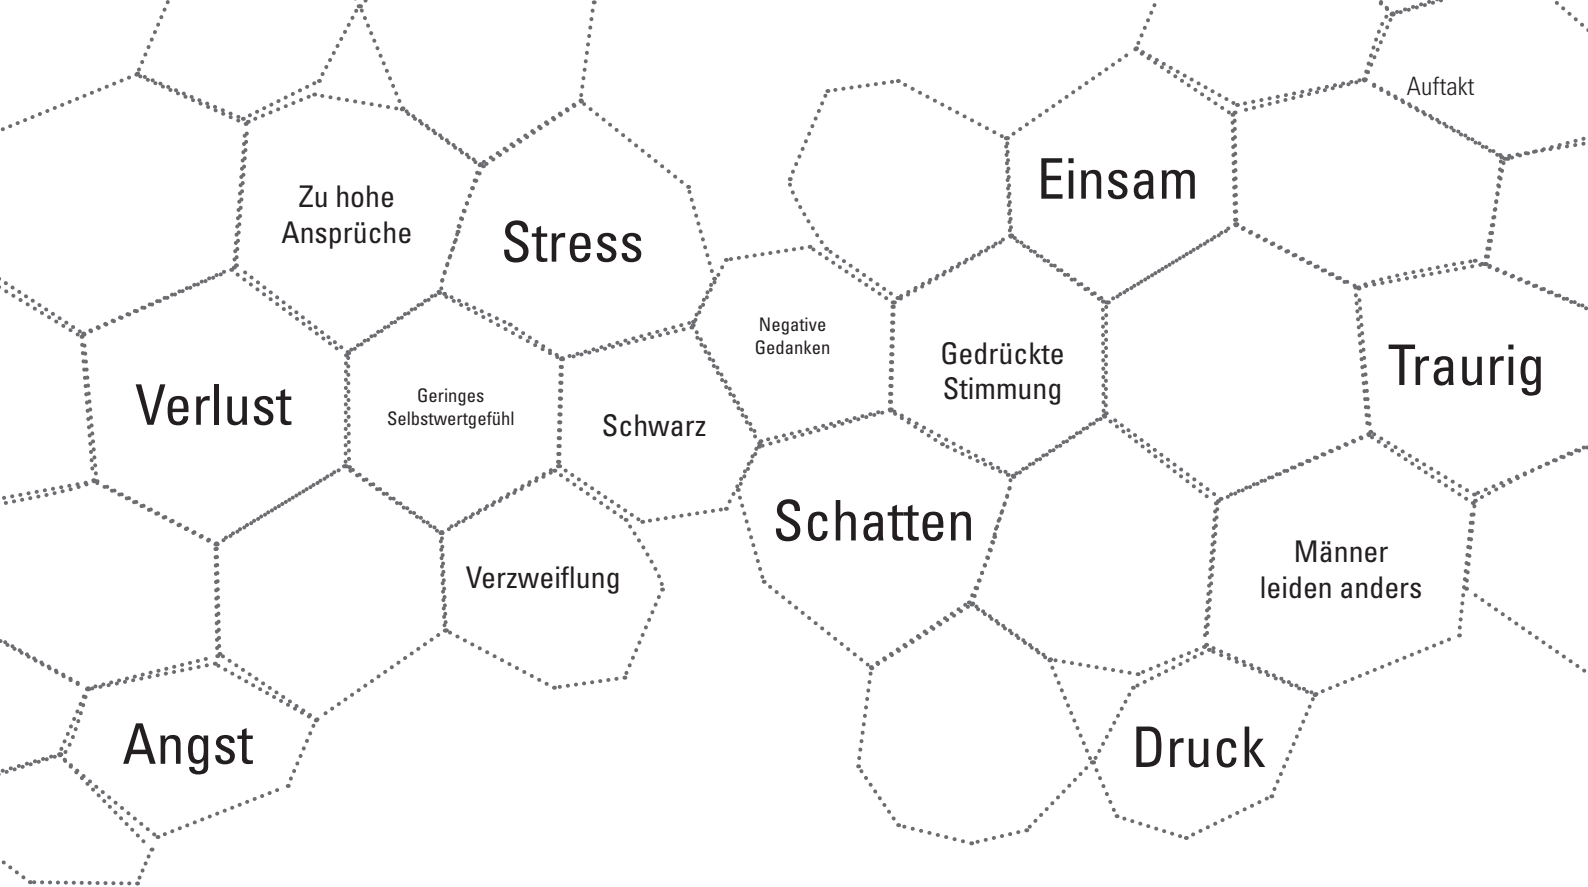 Auftakt
Einsam
Zu hohe
Ansprüche
Stress
Negative
Gedanken
Gedrückte
Stimmung
Traurig
Verlust
Geringes
Selbstwertgefühl
Schwarz
Schatten
Männer
leiden anders
Verzweiflung
Angst
Druck